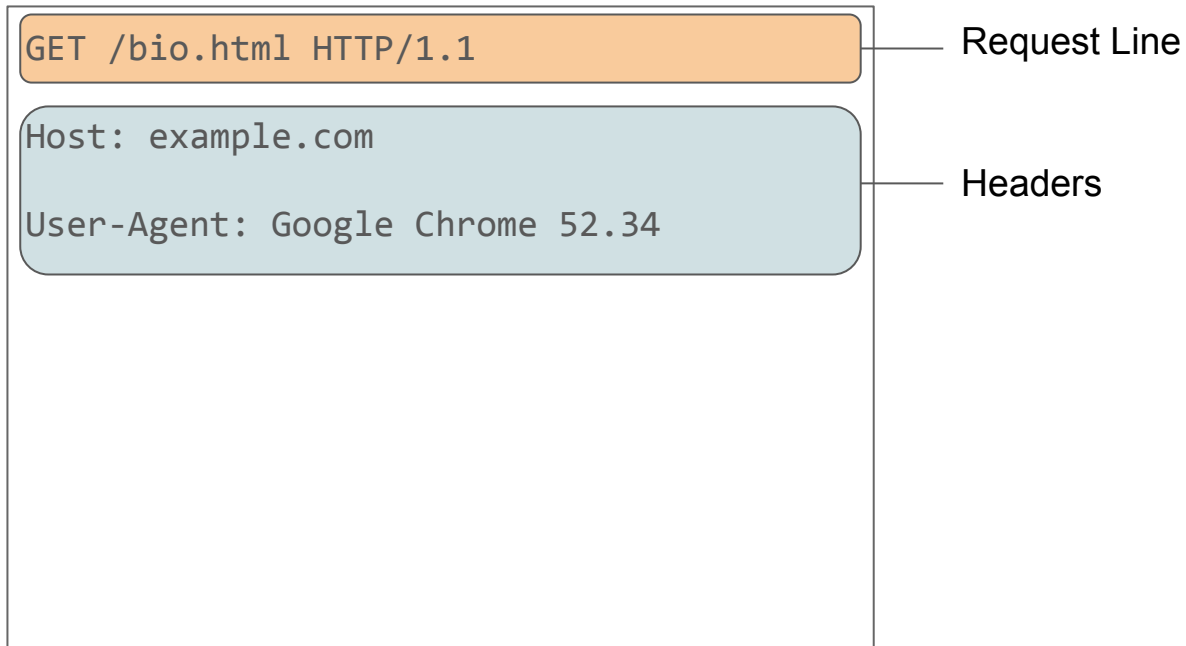 GET /bio.html HTTP/1.1
Request Line
Host: example.com
Headers
User-Agent: Google Chrome 52.34